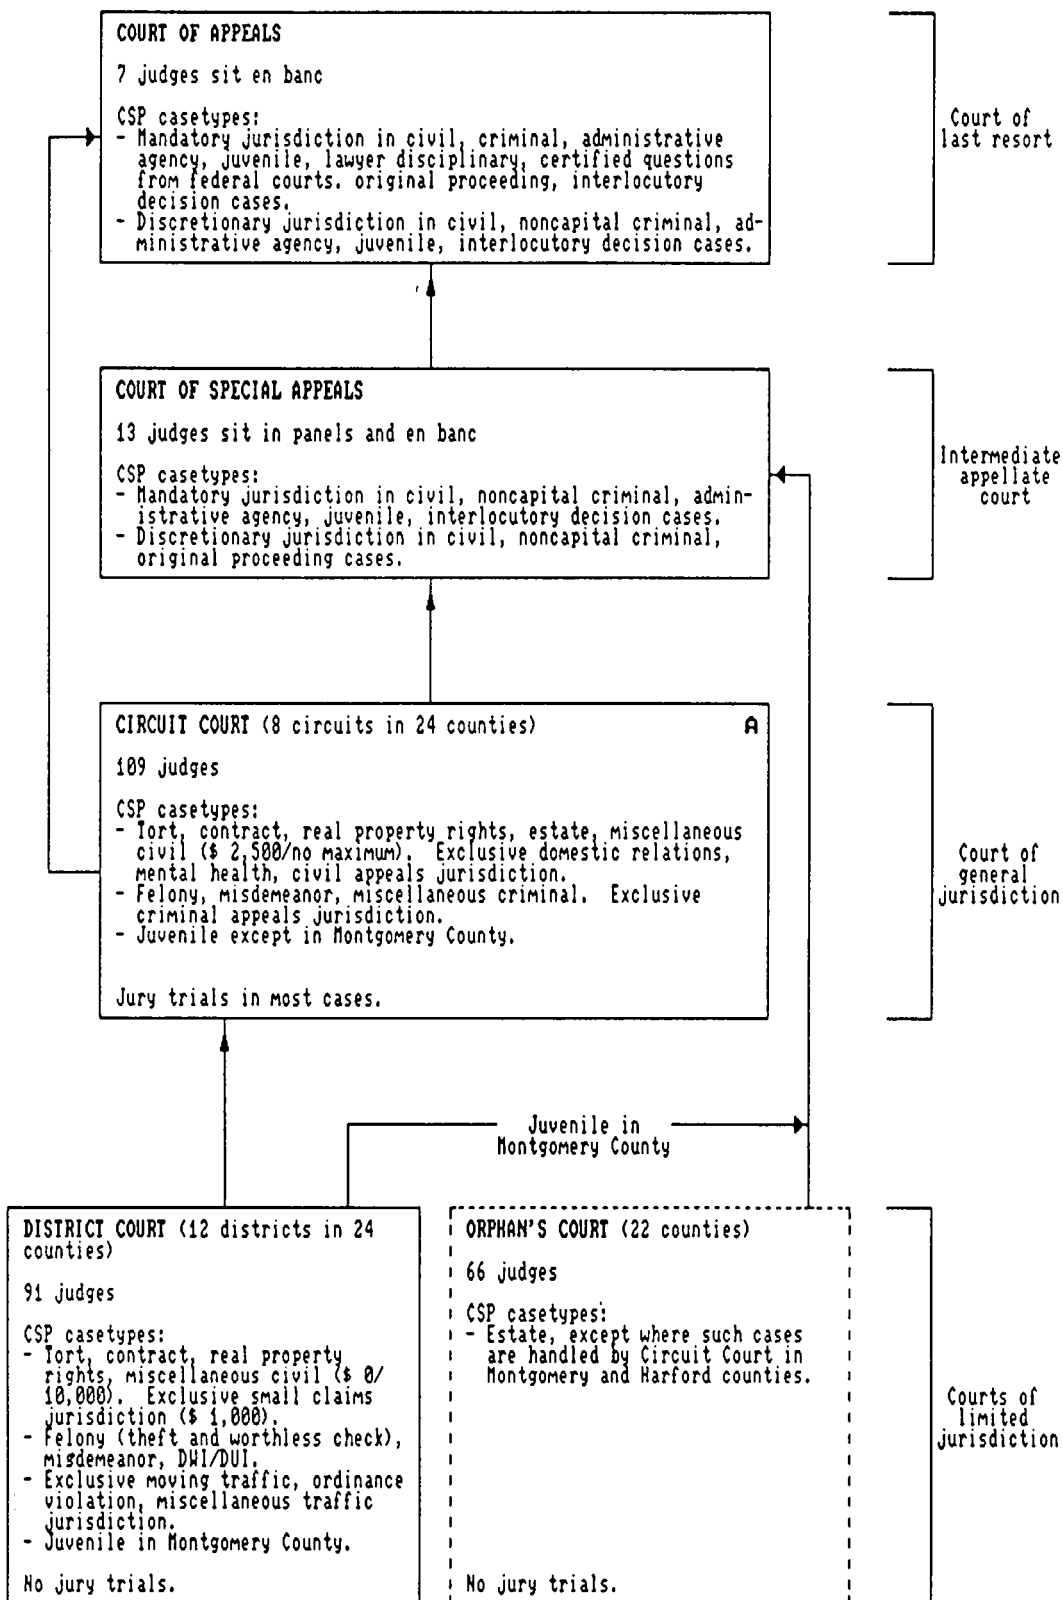 COURT OF APPEALS
7 judges sit en banc
CSP casetypes:
- Mandatory jurisdiction in civil, criminal, administrative
agency, juvenile, lawyer disciplinary, certified questions
from federal courts. original proceeding, interlocutory
decision cases.
- Discretionary jurisdiction in civil, noncapital criminal, ad-
ministrative agency, juvenile, interlocutory decision cases.
Court of
last resort
COURT OF SPECIAL APPEALS
13 judges sit in panels and en banc
CSP casetypes:
- Mandatory jurisdiction in civil, noncapital criminal, admin-
istrative agency, juvenile, interlocutory decision cases.
- Discretionary jurisdiction in civil, noncapital criminal,
original proceeding cases.
Intermediate
appellate
court
CIRCUIT COURT (8 circuits in 24 counties) A
109 judges
CSP casetypes:
- Tort, contract, real property rights, estate, miscellaneous
civil ($ 2,500/no maximum). Exclusive domestic relations,
mental health, civil appeals jurisdiction.
- Felony, misdemeanor, miscellaneous criminal. Exclusive
criminal appeals jurisdiction.
- Juvenile except in Montgomery County.
Jury trials in most cases.
Court of
general
jurisdiction
Juvenile in
Montgomery County
DISTRICT COURT (12 districts in 24
counties)
91 judges
CSP casetypes:
- Tort, contract, real property
rights, miscellaneous civil ($ 0/
10,000). Exclusive small claims
jurisdiction ($ 1,000).
- Felony (theft and worthless check),
misdemeanor, DWI/DUI.
- Exclusive moving traffic, ordinance
violation, miscellaneous traffic
jurisdiction.
- Juvenile in Montgomery County.
No jury trials.
ORPHAN'S COURT (22 counties)
66 judges
CSP casetypes:
- Estate, except where such cases
are handled by Circuit Court in
Montgomery and Harford counties.
No jury trials.
Courts of
limited
jurisdiction